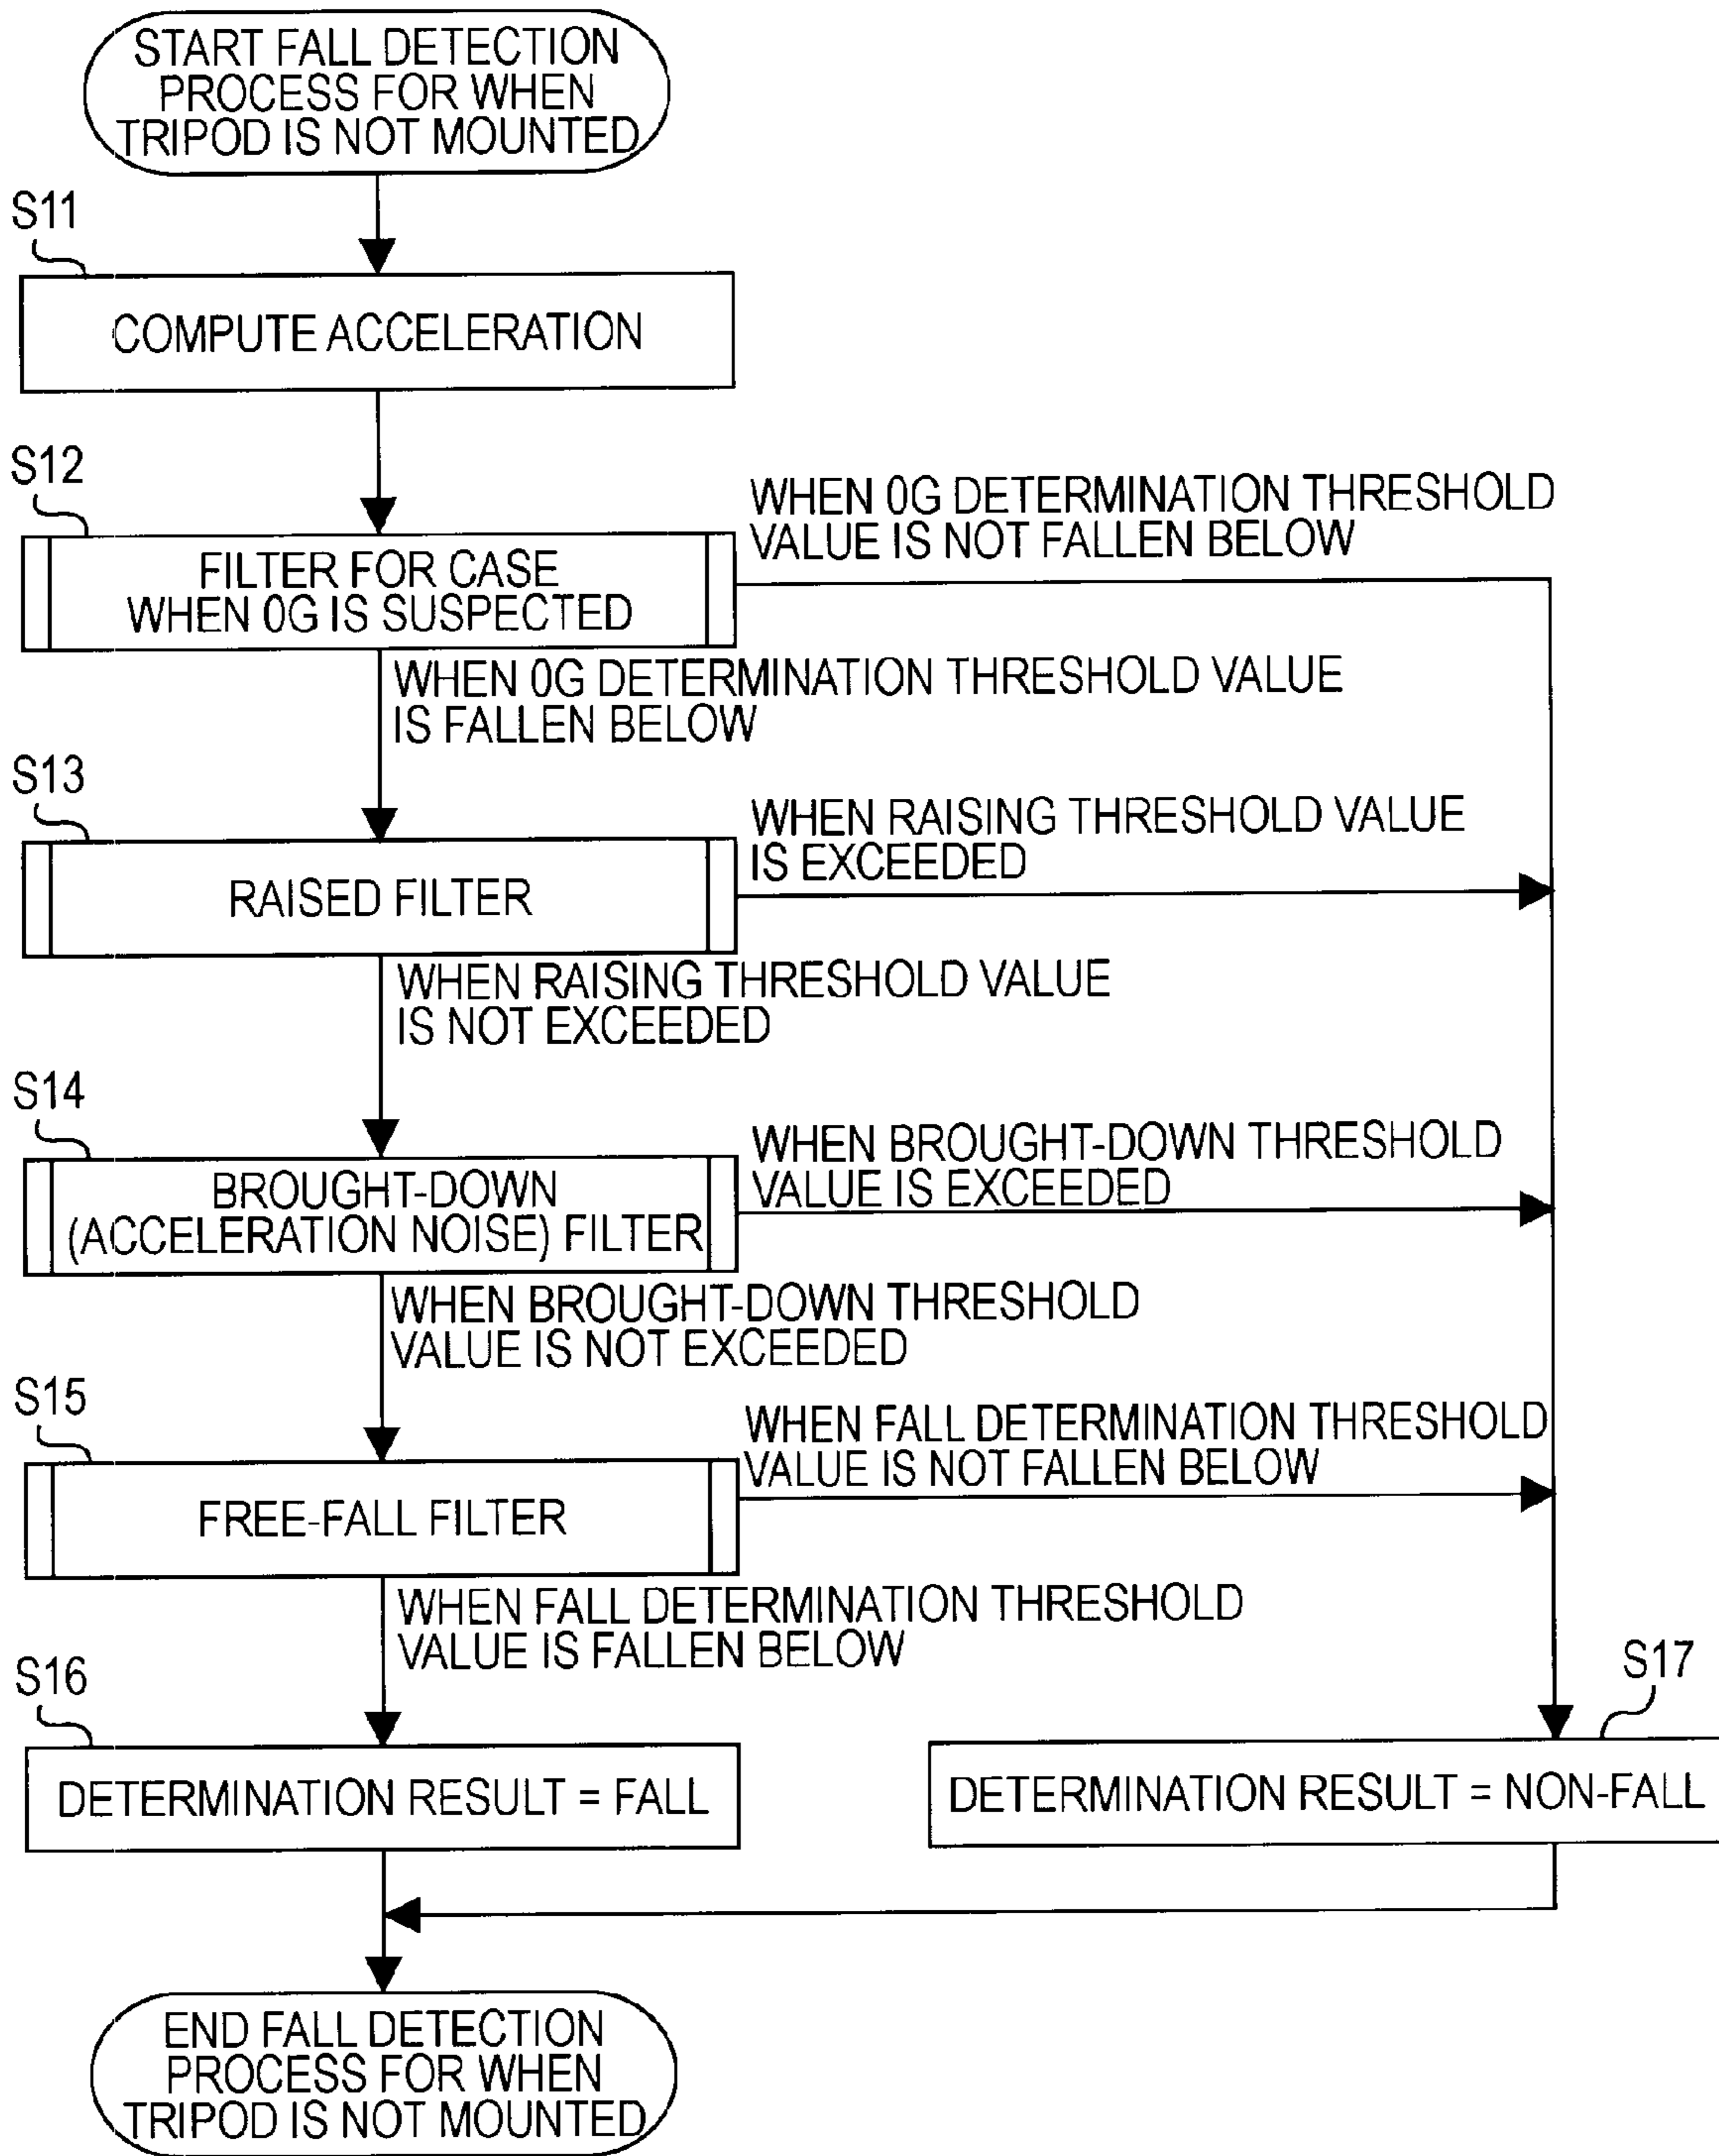 START FALL DETECTION
PROCESS FOR WHEN
TRIPOD IS NOT MOUNTED
S11
COMPUTE ACCELERATION
S12
FILTER FOR CASE
WHEN 0G IS SUSPECTED
WHEN 0G DETERMINATION THRESHOLD
VALUE IS NOT FALLEN BELOW
WHEN 0G DETERMINATION THRESHOLD VALUE
IS FALLEN BELOW
S13
RAISED FILTER
WHEN RAISING THRESHOLD VALUE
IS EXCEEDED
WHEN RAISING THRESHOLD VALUE
IS NOT EXCEEDED
S14
BROUGHT-DOWN
(ACCELERATION NOISE) FILTER
WHEN BROUGHT-DOWN THRESHOLD
VALUE IS EXCEEDED
WHEN BROUGHT-DOWN THRESHOLD
VALUE IS NOT EXCEEDED
S15
FREE-FALL FILTER
WHEN FALL DETERMINATION THRESHOLD
VALUE IS NOT FALLEN BELOW
WHEN FALL DETERMINATION THRESHOLD
VALUE IS FALLEN BELOW
S16
DETERMINATION RESULT = FALL
S17
DETERMINATION RESULT = NON-FALL
END FALL DETECTION
PROCESS FOR WHEN
TRIPOD IS NOT MOUNTED